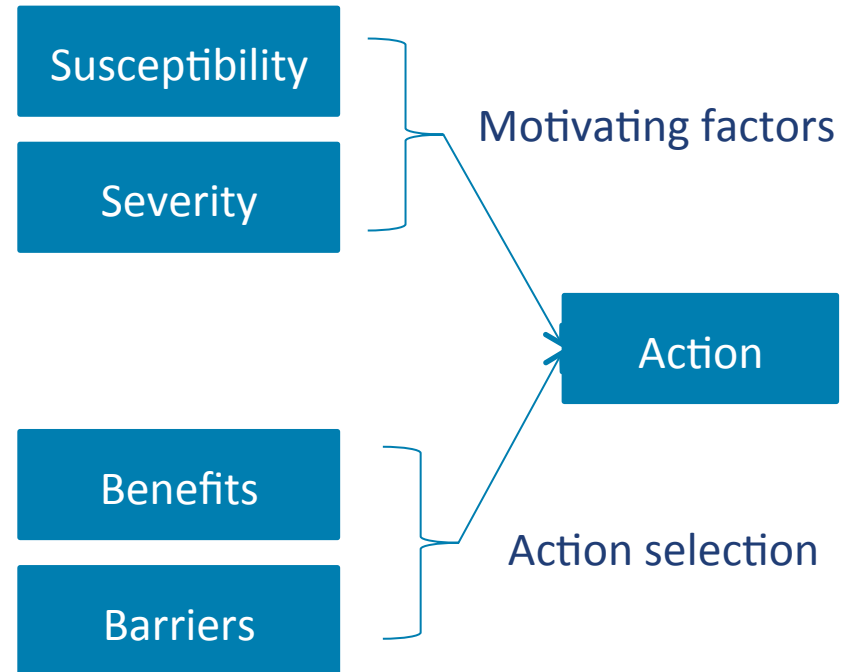 Susceptibility
Motivating factors
Severity
Action
Benefits
Action selection
Barriers